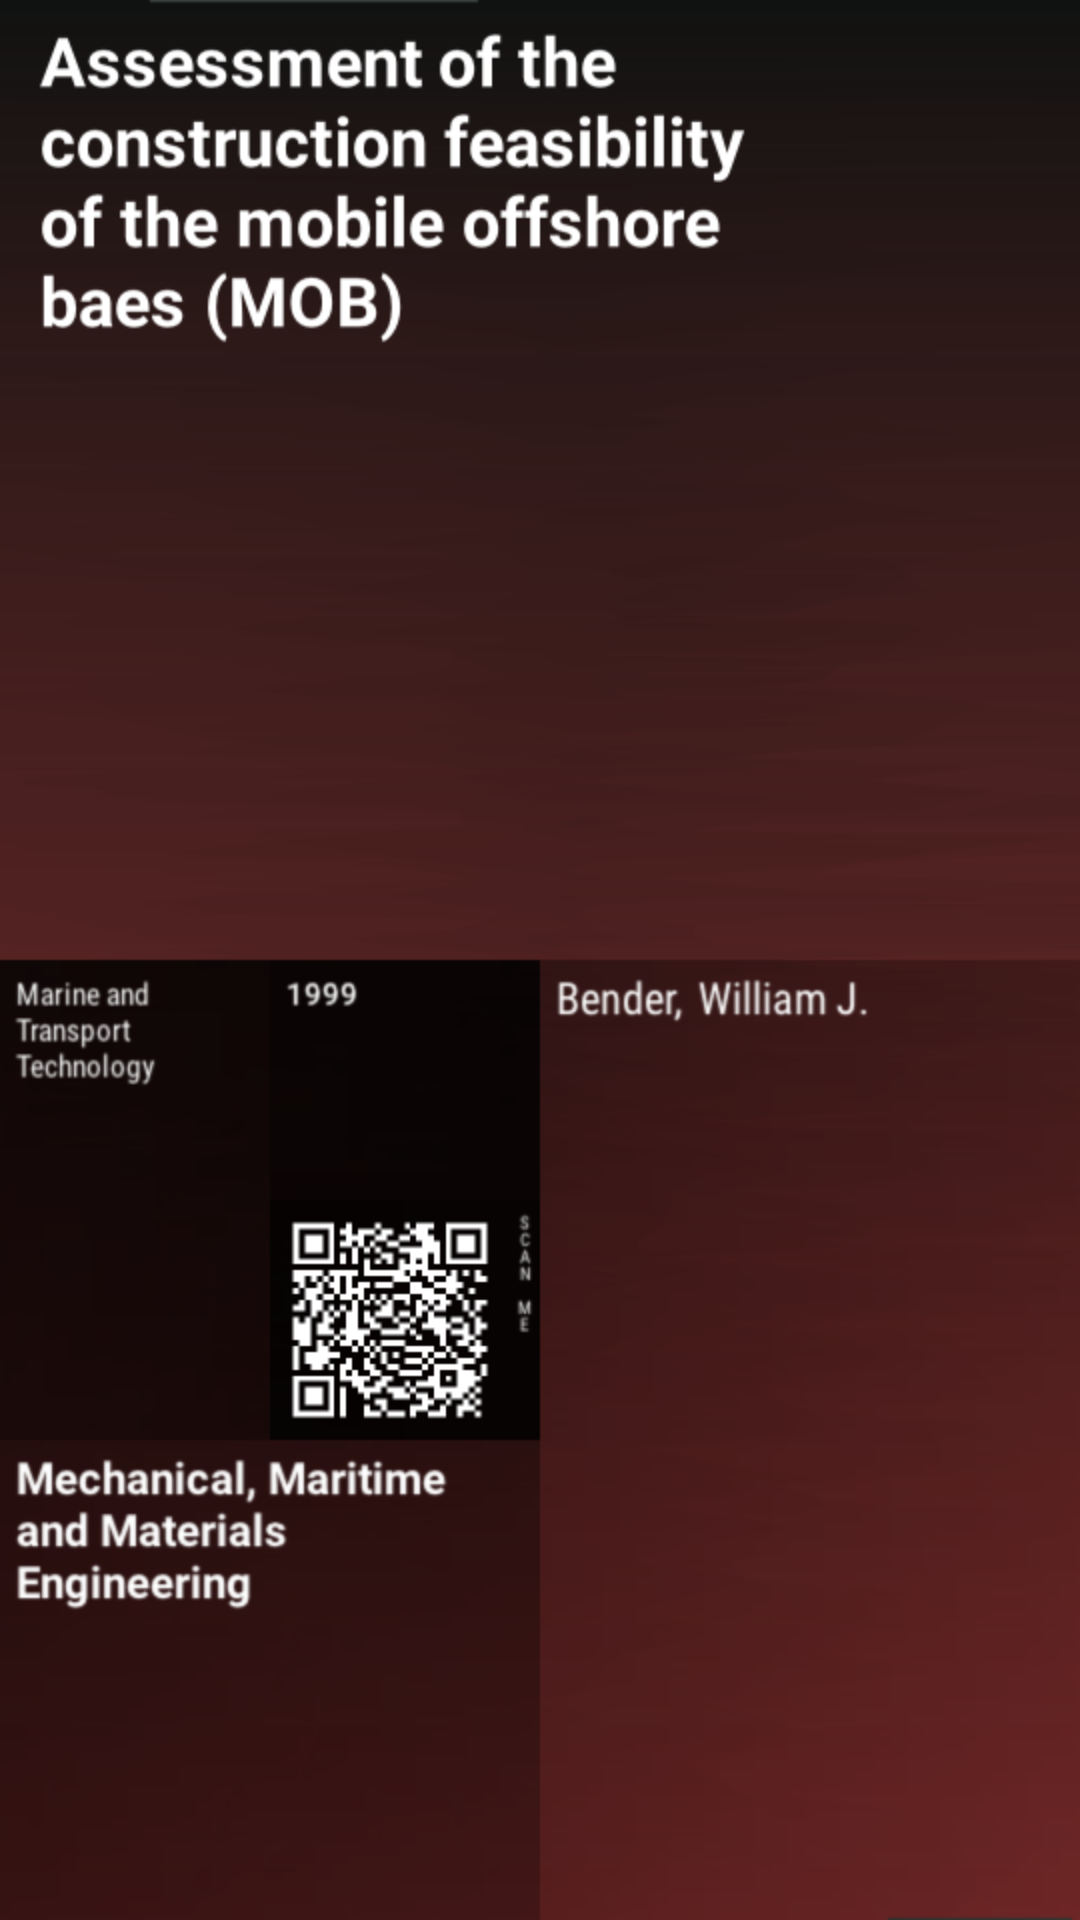 Assessment of the
construction feasibility
of the mobile offshore
baes (MOB)
Marine and
Transport
Technology
1999
Bender, William J.
SCAN ME
Mechanical, Maritime
and Materials
Engineering